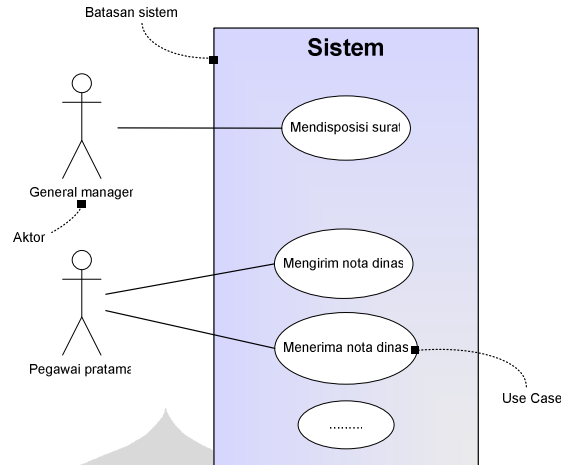 Batasan sistem
Sistem
Mendisposisi surat
General manager
Aktor
Mengirim nota dinas
Menerima nota dinas
Pegawai pratama
Use Case
.........